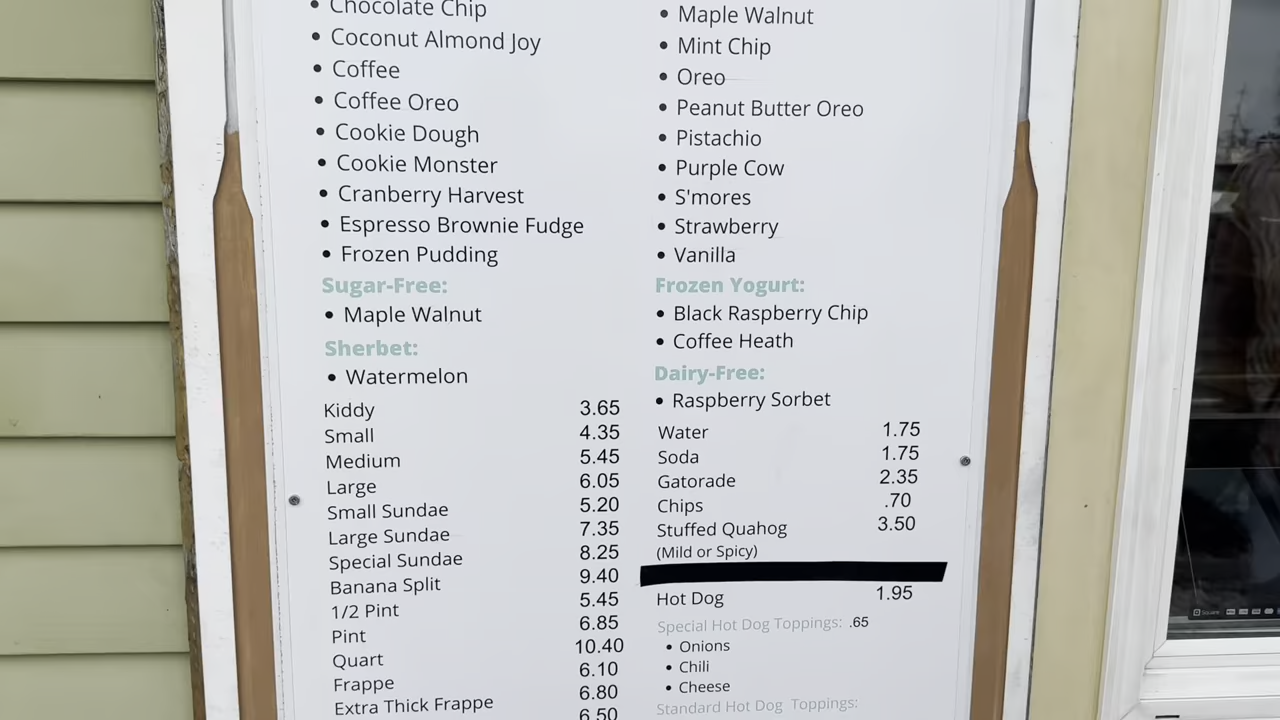 Chocolate Chip
• Coconut Almond Joy
• Coffee
• Coffee Oreo
• Cookie Dough
• Cookie Monster
• Cranberry Harvest
• Espresso Brownie Fudge
• Frozen Pudding
Sugar-Free:
• Maple Walnut
Sherbet:
• Watermelon
Kiddy 3.65
Small 4.35
Medium 5.45
Large 6.05
Small Sundae 5.20
Large Sundae 7.35
Special Sundae 8.25
Banana Split 9.40
1/2 Pint 5.45
Pint 6.85
Quart 10.40
Frappe 6.10
Extra Thick Frappe 6.80
6.50
• Maple Walnut
• Mint Chip
• Oreo
• Peanut Butter Oreo
• Pistachio
• Purple Cow
• S'mores
• Strawberry
• Vanilla
Frozen Yogurt:
• Black Raspberry Chip
• Coffee Heath
Dairy-Free:
• Raspberry Sorbet
Water 1.75
Soda 1.75
Gatorade 2.35
Chips .70
Stuffed Quahog 3.50
(Mild or Spicy)
Hot Dog 1.95
Special Hot Dog Toppings: .65
• Onions
• Chili
• Cheese
Standard Hot Dog Toppings:
Square